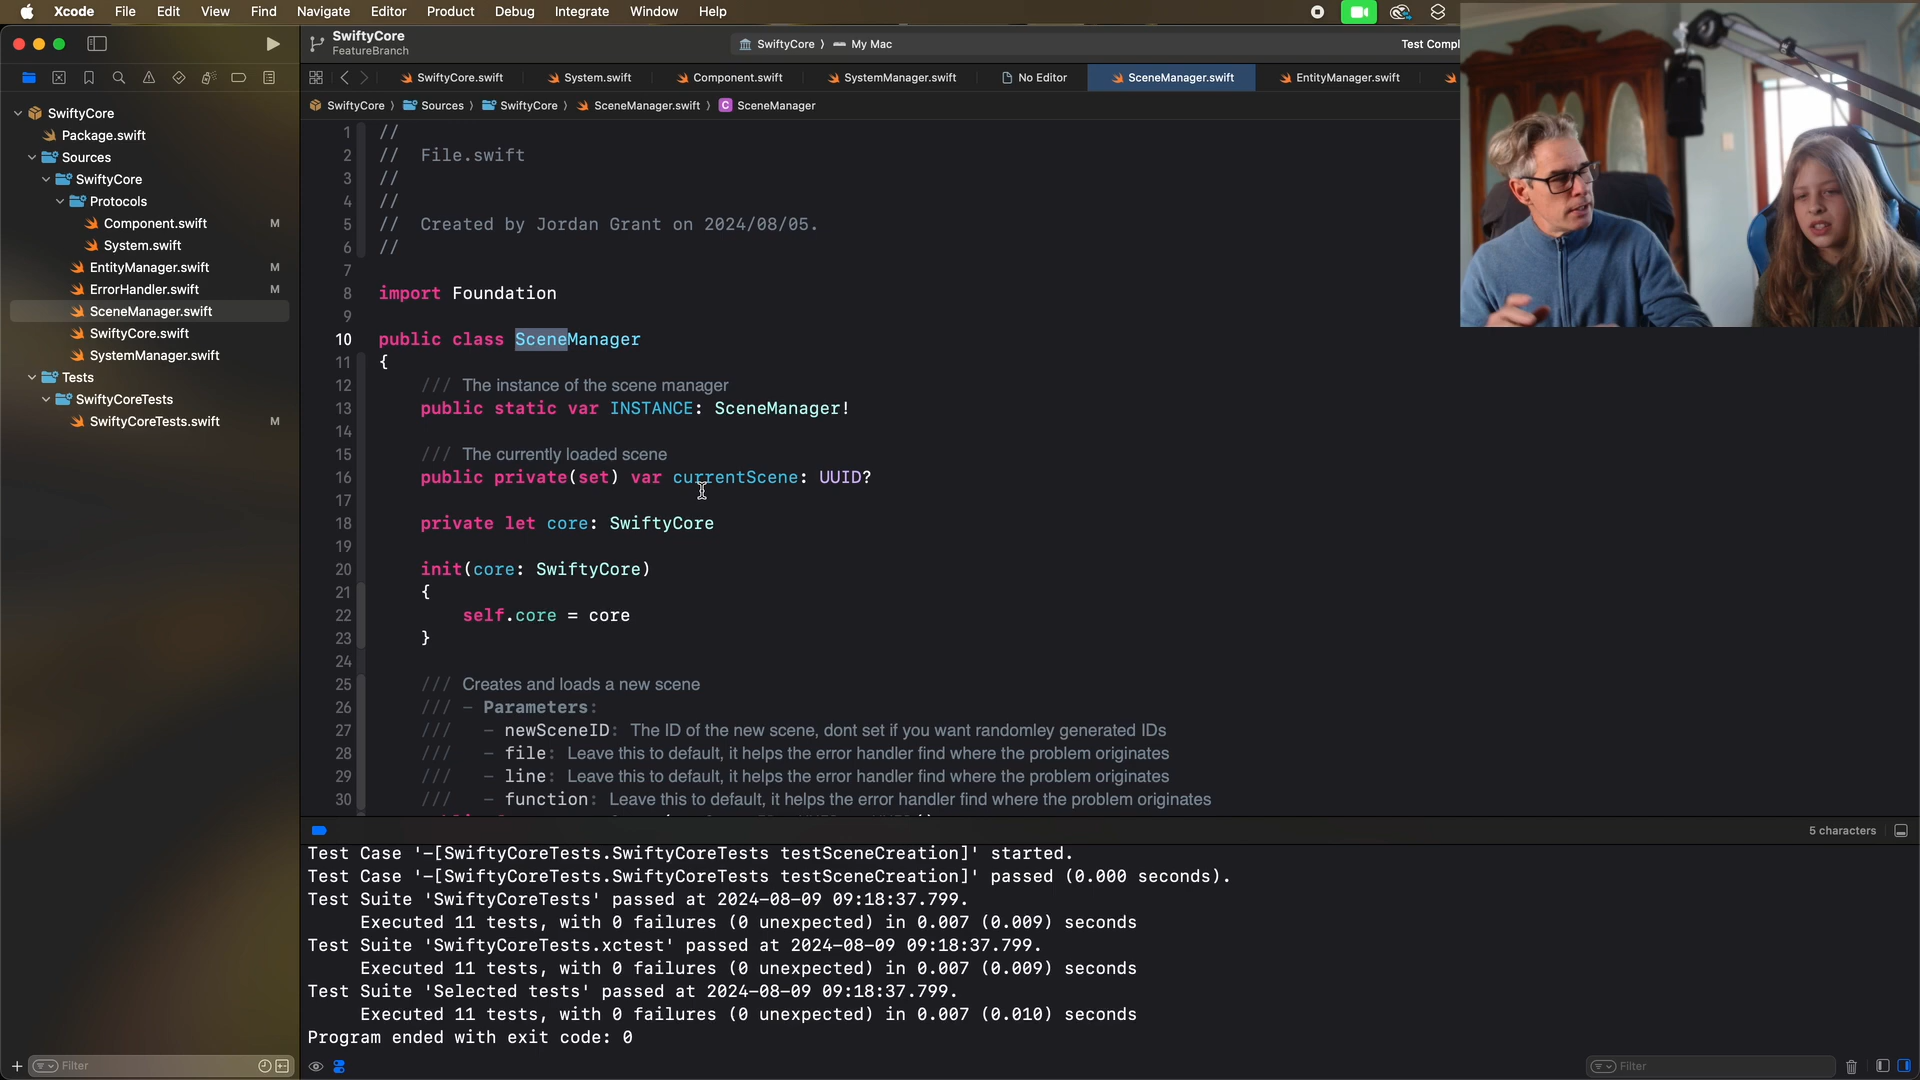 Xcode File Edit View Find Navigate Editor Product Debug Integrate Window Help
SwiftyCore
FeatureBranch
SwiftyCore 〉 My Mac
Test Compl
SwiftyCore.swift System.swift Component.swift SystemManager.swift No Editor SceneManager.swift EntityManager.swift
SwiftyCore 〉 Sources 〉 SwiftyCore 〉 SceneManager.swift 〉 C SceneManager
SwiftyCore
Package.swift
Sources
SwiftyCore
Protocols
Component.swift M
System.swift
EntityManager.swift M
ErrorHandler.swift M
SceneManager.swift
SwiftyCore.swift
SystemManager.swift
Tests
SwiftyCoreTests
SwiftyCoreTests.swift M
Filter
1 //
2 // File.swift
3 //
4 //
5 // Created by Jordan Grant on 2024/08/05.
6 //
7
8 import Foundation
9
10 public class SceneManager
11 {
12 /// The instance of the scene manager
13 public static var INSTANCE: SceneManager!
14
15 /// The currently loaded scene
16 public private(set) var currentScene: UUID?
17
18 private let core: SwiftyCore
19
20 init(core: SwiftyCore)
21 {
22 self.core = core
23 }
24
25 /// Creates and loads a new scene
26 /// - Parameters:
27 /// - newSceneID: The ID of the new scene, dont set if you want randomley generated IDs
28 /// - file: Leave this to default, it helps the error handler find where the problem originates
29 /// - line: Leave this to default, it helps the error handler find where the problem originates
30 /// - function: Leave this to default, it helps the error handler find where the problem originates
5 characters
Test Case '-[SwiftyCoreTests.SwiftyCoreTests testSceneCreation]' started.
Test Case '-[SwiftyCoreTests.SwiftyCoreTests testSceneCreation]' passed (0.000 seconds).
Test Suite 'SwiftyCoreTests' passed at 2024-08-09 09:18:37.799.
Executed 11 tests, with 0 failures (0 unexpected) in 0.007 (0.009) seconds
Test Suite 'SwiftyCoreTests.xctest' passed at 2024-08-09 09:18:37.799.
Executed 11 tests, with 0 failures (0 unexpected) in 0.007 (0.009) seconds
Test Suite 'Selected tests' passed at 2024-08-09 09:18:37.799.
Executed 11 tests, with 0 failures (0 unexpected) in 0.007 (0.010) seconds
Program ended with exit code: 0
Filter